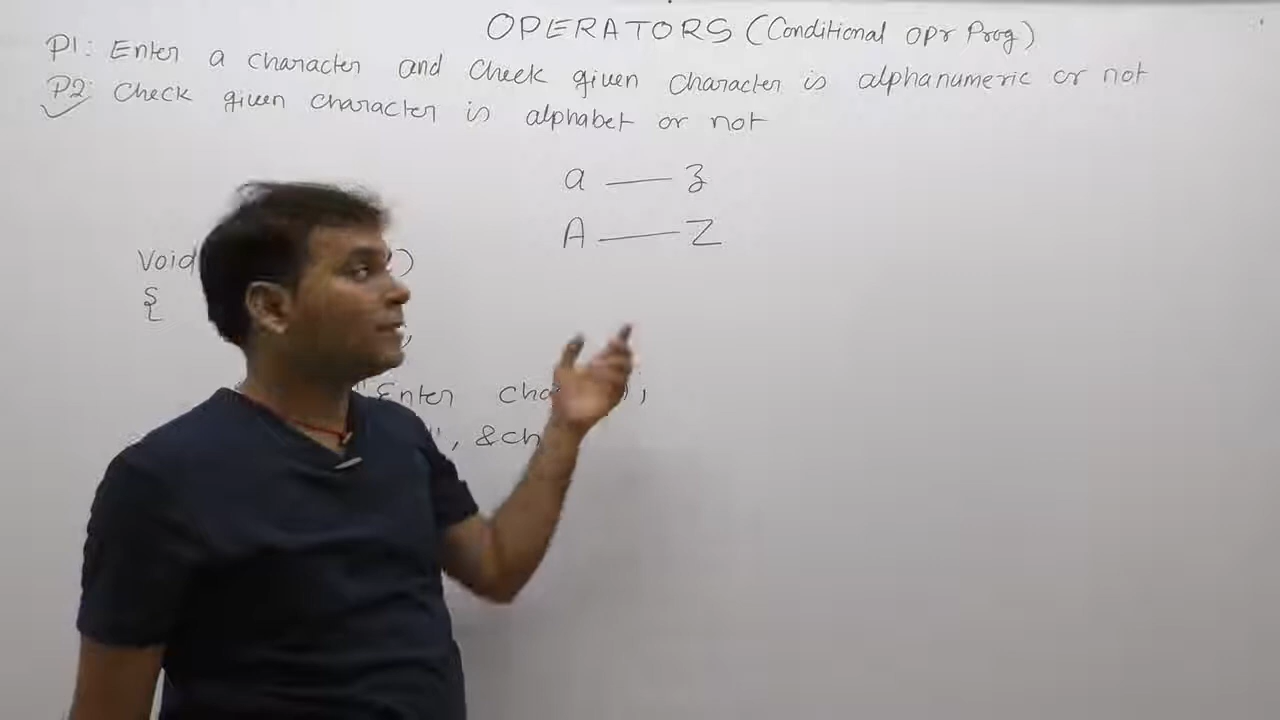 OPERATORS (Conditional OPr Prog)
P1: Enter a character and check given character is alphanumeric or not
P2: Check given character is alphabet or not
a — z
A — Z
void )
{
;
"Enter );
", &ch